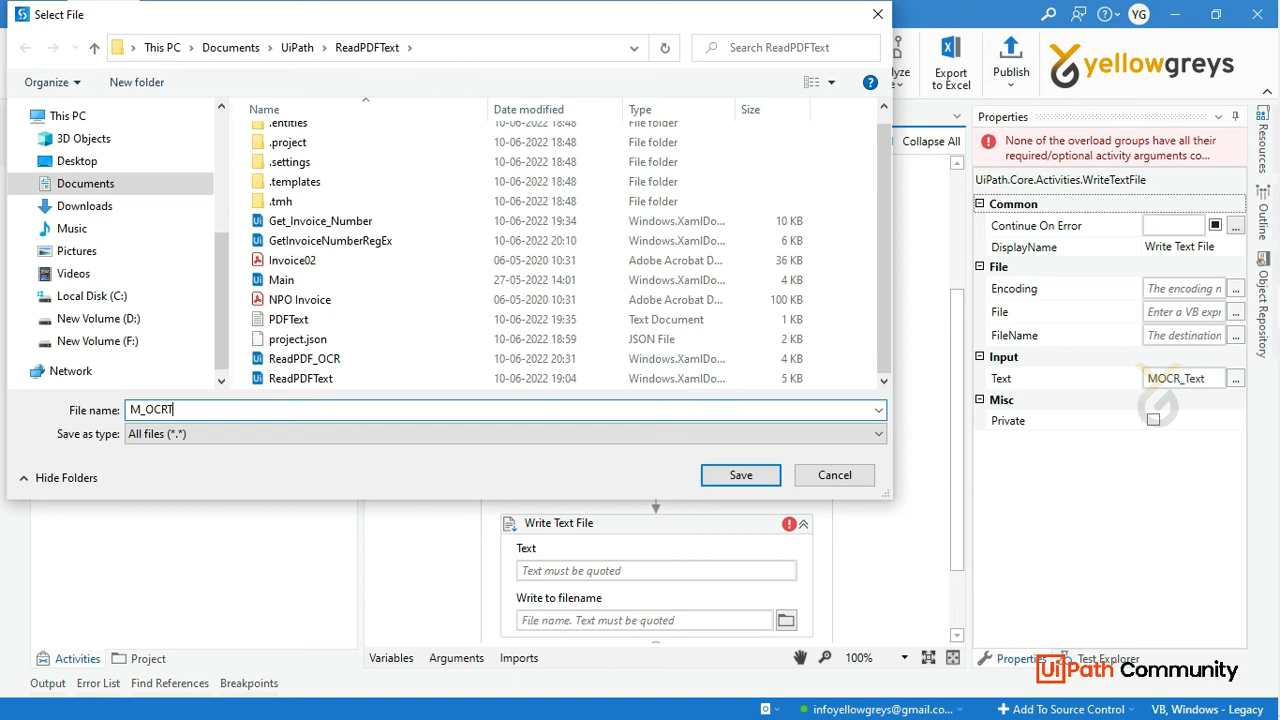 Select File
YG
This PC
Documents
UiPath
ReadPDFText
Search ReadPDFText
Organize
New folder
Name
Date modified
Type
Size
This PC
3D Objects
Desktop
Documents
Downloads
Music
Pictures
Videos
Local Disk (C:)
New Volume (D:)
New Volume (F:)
Network
.entities 10-06-2022 18:48 File folder
.project 10-06-2022 18:48 File folder
.settings 10-06-2022 18:48 File folder
.templates 10-06-2022 18:48 File folder
.tmh 10-06-2022 18:48 File folder
Get_Invoice_Number 10-06-2022 19:34 Windows.XamlDo... 10 KB
GetInvoiceNumberRegEx 10-06-2022 20:10 Windows.XamlDo... 6 KB
Invoice02 06-05-2020 10:31 Adobe Acrobat D... 36 KB
Main 27-05-2022 14:01 Windows.XamlDo... 4 KB
NPO Invoice 06-05-2020 10:31 Adobe Acrobat D... 100 KB
PDFText 10-06-2022 19:35 Text Document 1 KB
project.json 10-06-2022 18:59 JSON File 2 KB
ReadPDF_OCR 10-06-2022 20:31 Windows.XamlDo... 4 KB
ReadPDFText 10-06-2022 19:04 Windows.XamlDo... 5 KB
File name: M_OCRT
Save as type: All files (*.*)
Hide Folders
Save
Cancel
Export
to Excel
Publish
yellowgreys
Collapse All
Properties
None of the overload groups have all their
required/optional activity arguments co...
UiPath.Core.Activities.WriteTextFile
Common
Continue On Error
DisplayName Write Text File
File
Encoding The encoding n
File Enter a VB expr
FileName The destination
Input
Text MOCR_Text
Misc
Private
Resources
Outline
Object Repository
Write Text File
Text
Text must be quoted
Write to filename
File name. Text must be quoted
Activities
Project
Variables
Arguments
Imports
100%
Properties
Test Explorer
UiPath Community
Output
Error List
Find References
Breakpoints
infoyellowgreys@gmail.co...
Add To Source Control
VB, Windows - Legacy